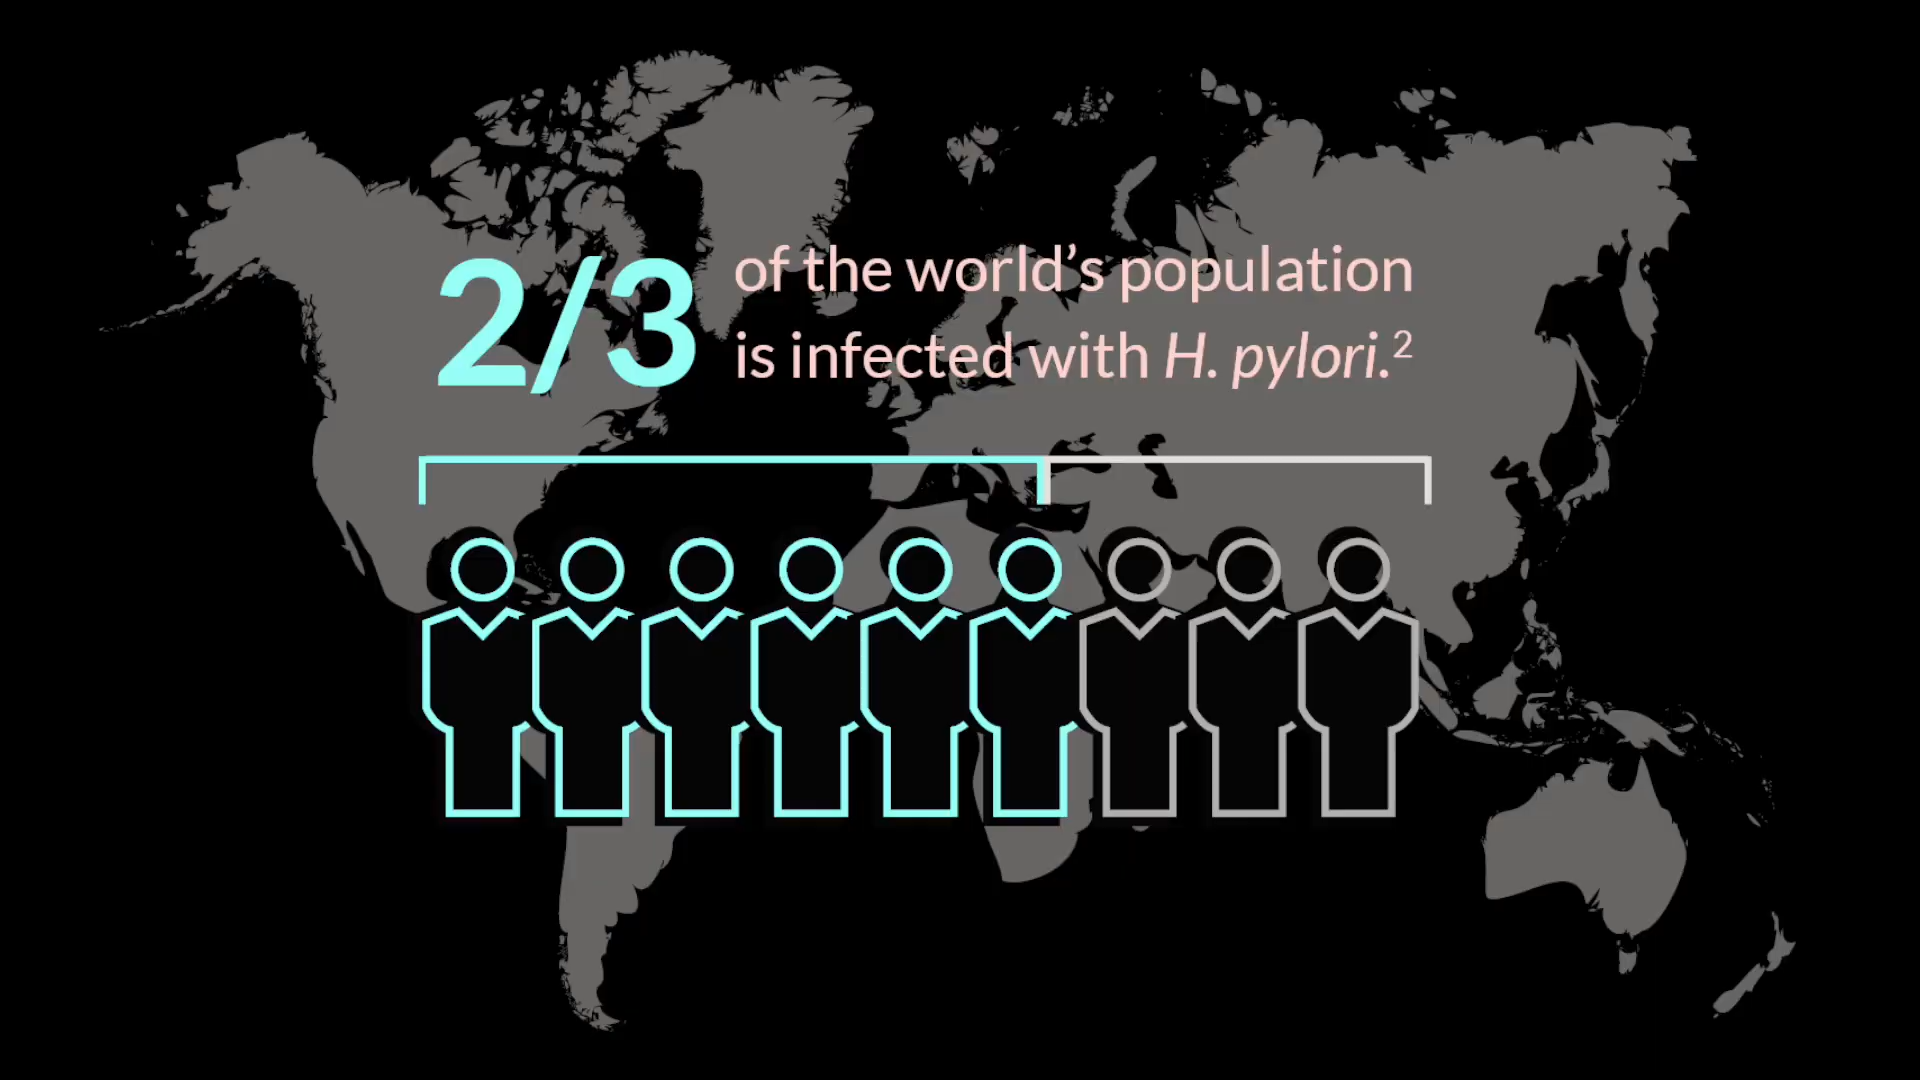 2/3 of the world’s population
is infected with H. pylori.²